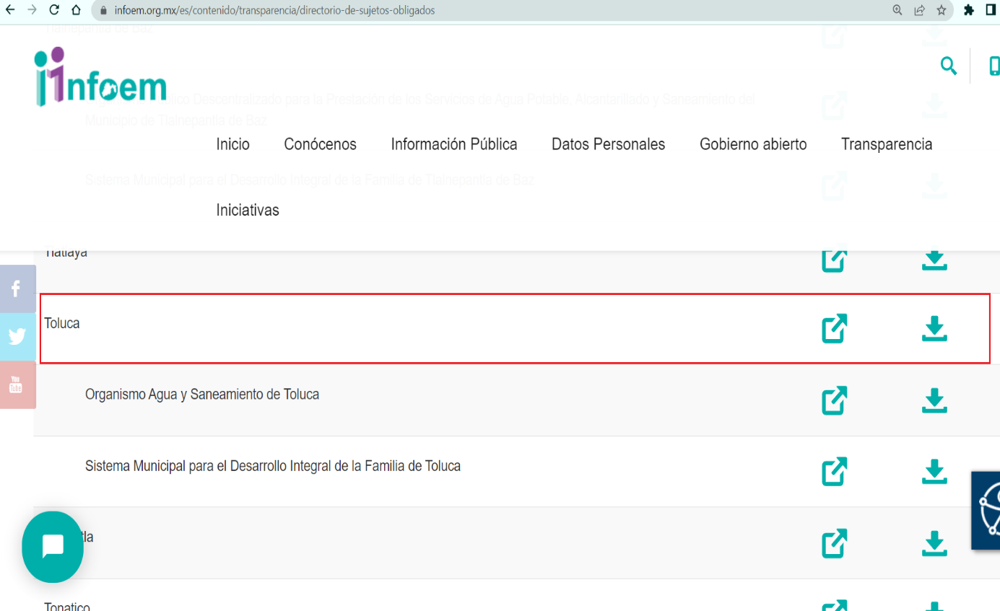 infoem.org.mx/es/contenido/transparencia/directorio-de-sujetos-obligados
Tlalnepantla de Baz
infoem
Descentralizado para la Prestación de los Servicios de Agua Potable, Alcantarillado y Saneamiento del
Municipio de Tlalnepantla de Baz
Inicio Conócenos Información Pública Datos Personales Gobierno abierto Transparencia
Sistema Municipal para el Desarrollo Integral de la Familia de Tlalnepantla de Baz
Iniciativas
Tlatlaya
Toluca
You
Tube
Organismo Agua y Saneamiento de Toluca
Sistema Municipal para el Desarrollo Integral de la Familia de Toluca
tla
Tonatico